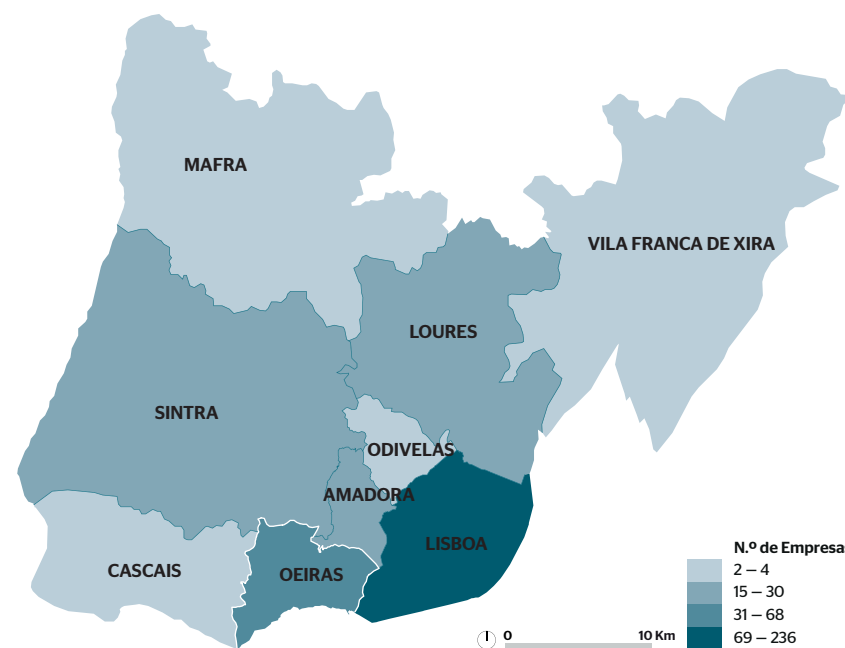 MAFRA
VILA FRANCA DE XIRA
LOURES
SINTRA
ODIVELAS
AMADORA
LISBOA
CASCAIS
OEIRAS
N.º de Empresa
2 – 4
15 – 30
31 – 68
69 – 236
0 10 Km